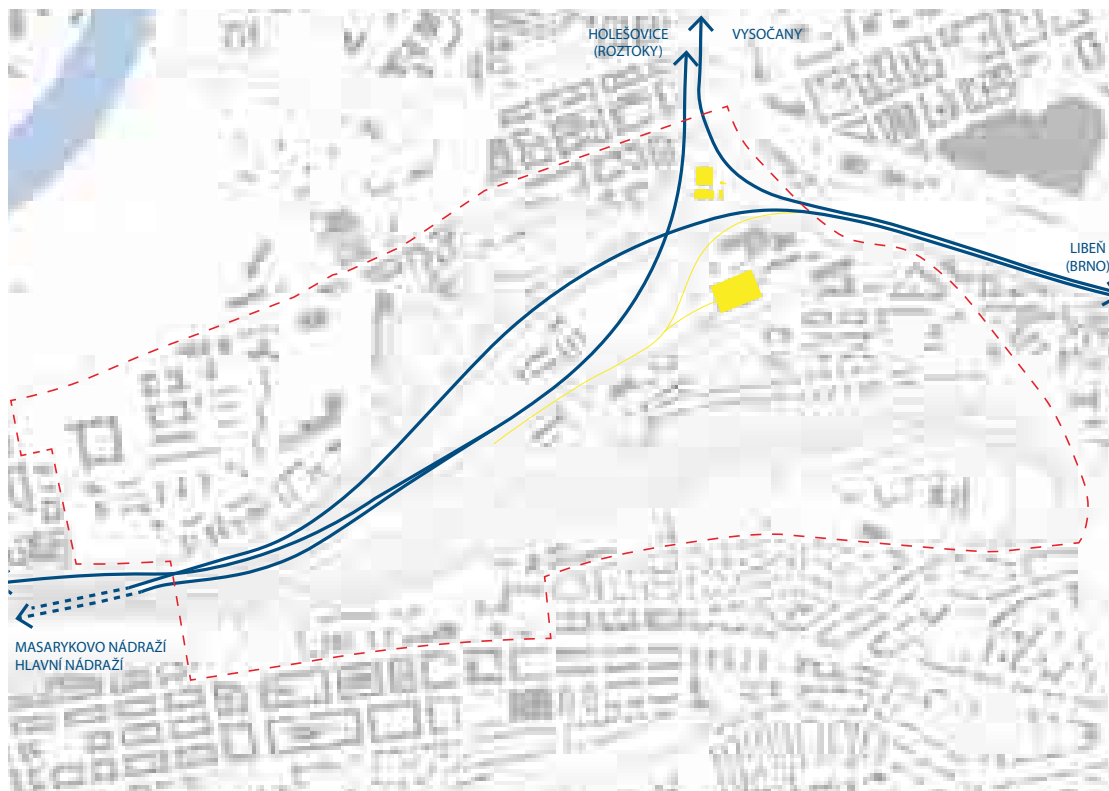 HOLEŠOVICE
(ROZTOKY)
VYSOČANY
LIBEŇ
(BRNO)
MASARYKOVO NÁDRAŽÍ
HLAVNÍ NÁDRAŽÍ